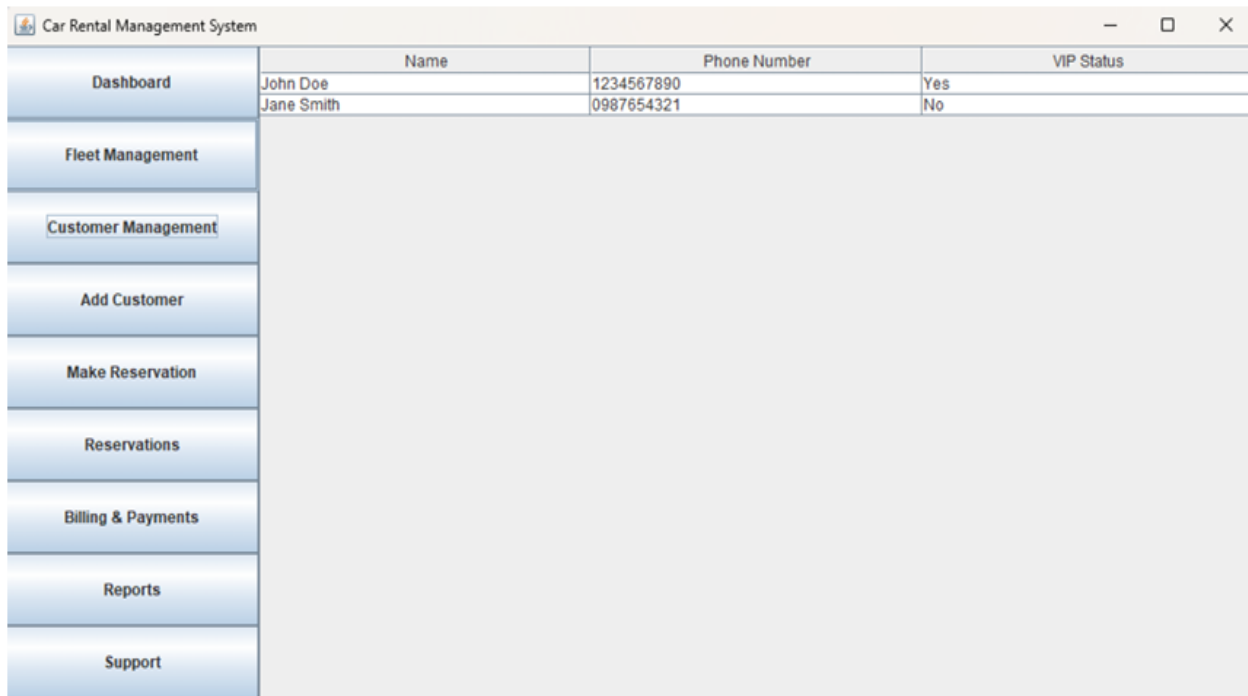 Car Rental Management System
Dashboard
Fleet Management
Customer Management
Add Customer
Make Reservation
Reservations
Billing & Payments
Reports
Support
Name Phone Number VIP Status
John Doe 1234567890 Yes
Jane Smith 0987654321 No